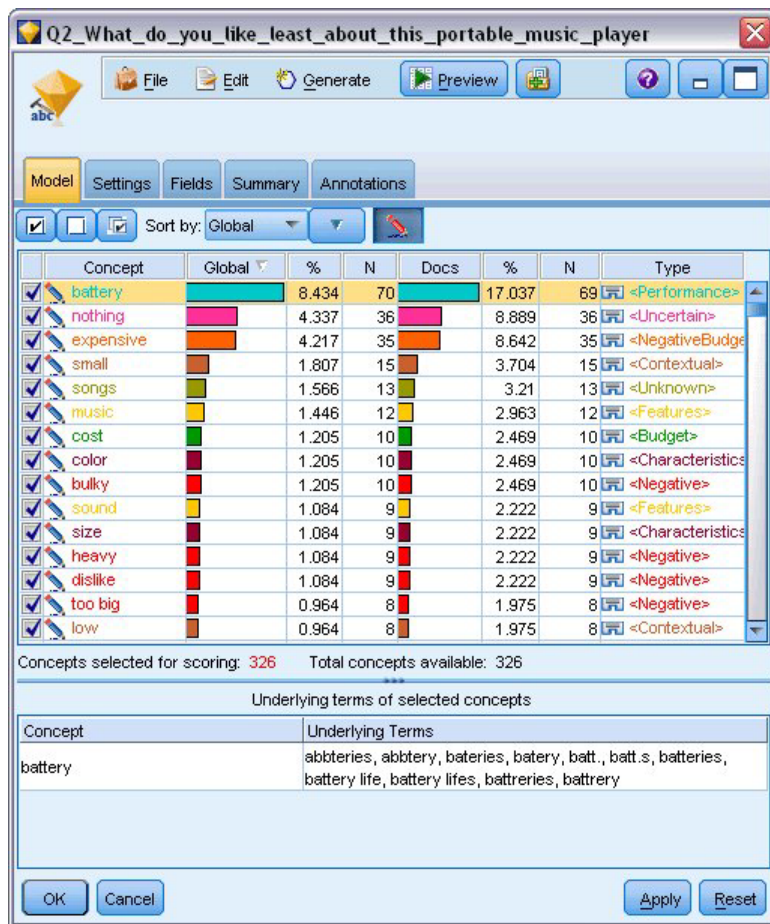 Q2_What_do_you_like_least_about_this_portable_music_player
abc
File Edit Generate Preview
Model Settings Fields Summary Annotations
Sort by: Global
Concept Global % N Docs % N Type
battery 8.434 70 17.037 69 <Performance>
nothing 4.337 36 8.889 36 <Uncertain>
expensive 4.217 35 8.642 35 <NegativeBudge
small 1.807 15 3.704 15 <Contextual>
songs 1.566 13 3.21 13 <Unknown>
music 1.446 12 2.963 12 <Features>
cost 1.205 10 2.469 10 <Budget>
color 1.205 10 2.469 10 <Characteristics
bulky 1.205 10 2.469 10 <Negative>
sound 1.084 9 2.222 9 <Features>
size 1.084 9 2.222 9 <Characteristics
heavy 1.084 9 2.222 9 <Negative>
dislike 1.084 9 2.222 9 <Negative>
too big 0.964 8 1.975 8 <Negative>
low 0.964 8 1.975 8 <Contextual>
Concepts selected for scoring: 326 Total concepts available: 326
Underlying terms of selected concepts
Concept Underlying Terms
battery abbteries, abbtery, bateries, batery, batt., batt.s, batteries,
battery life, battery lifes, battreries, battrery
OK Cancel Apply Reset